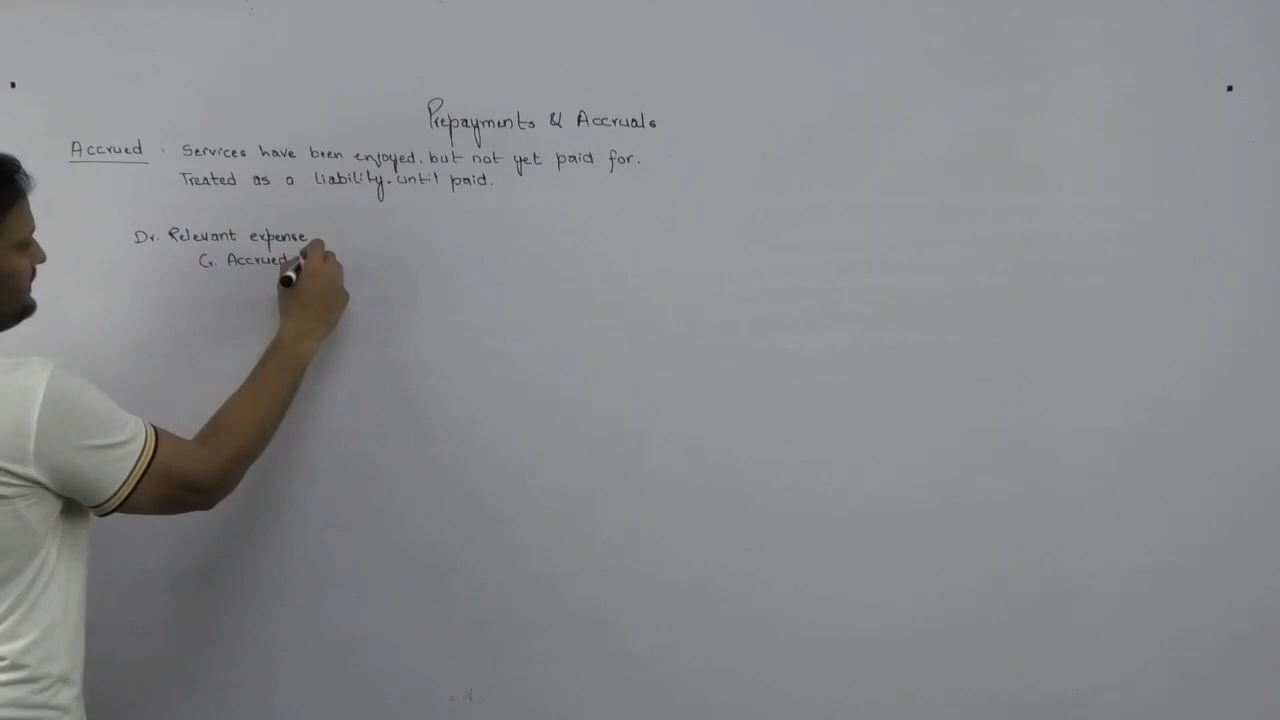 Prepayments & Accruals
Accrued : Services have been enjoyed, but not yet paid for.
Treated as a liability. until paid.
Dr. Relevant expense
Cr. Accrued